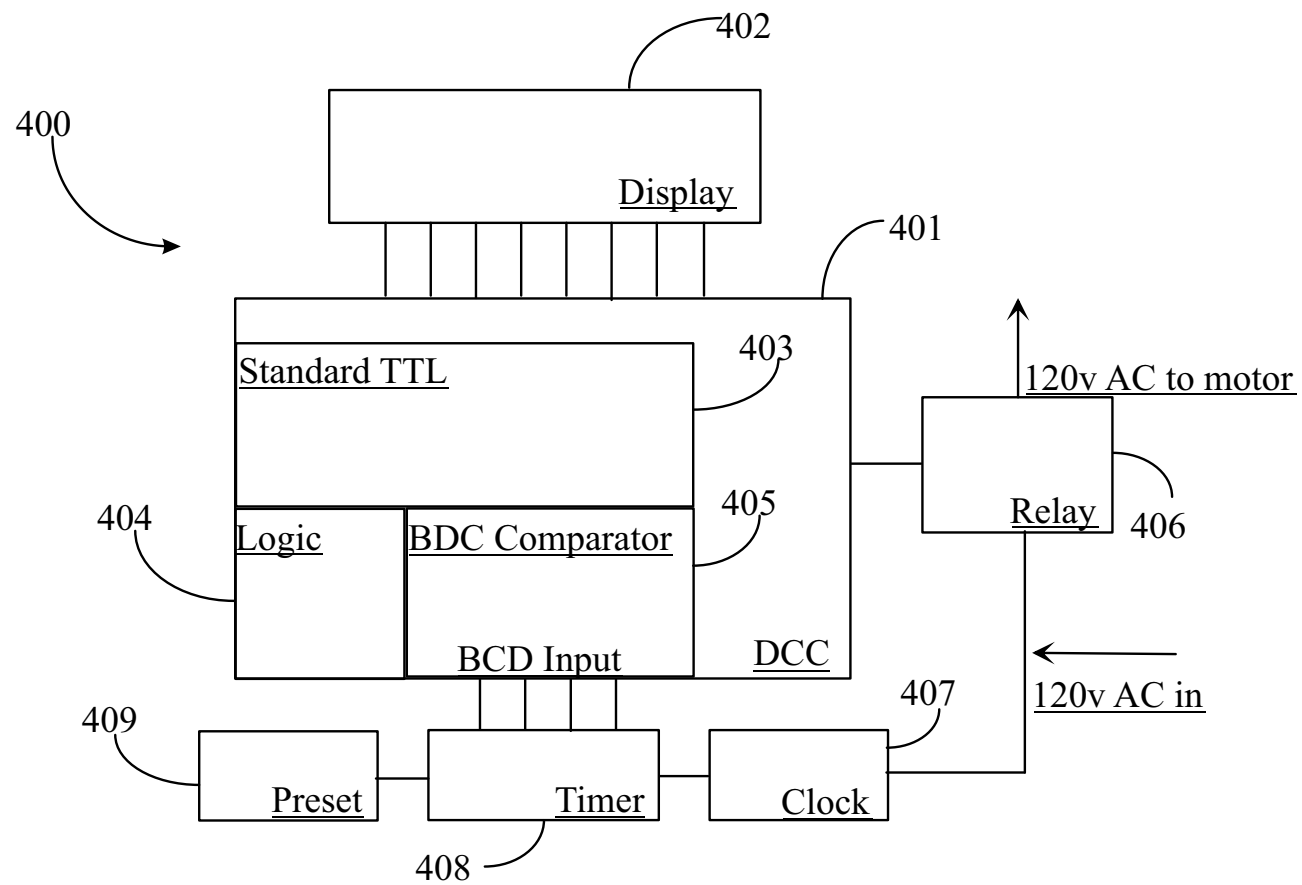 402
400
Display
401
Standard TTL
403
120v AC to motor
404
Logic
BDC Comparator
405
Relay
406
BCD Input
DCC
407
120v AC in
409
Preset
Timer
Clock
408